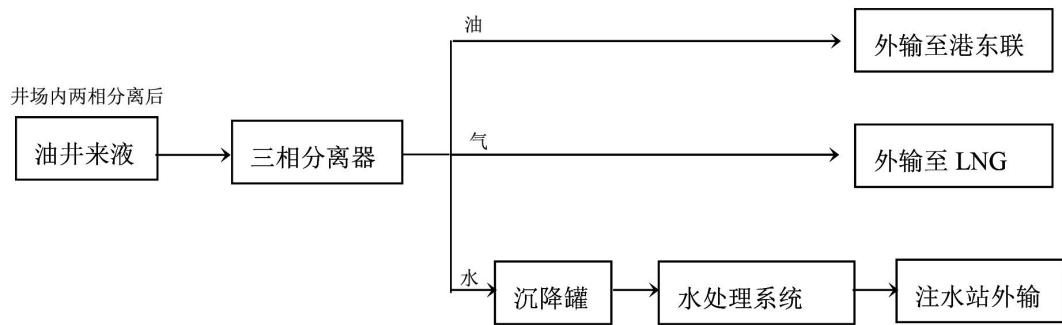 油
外输至港东联
井场内两相分离后
油井来液
三相分离器
气
外输至 LNG
水
沉降罐
水处理系统
注水站外输